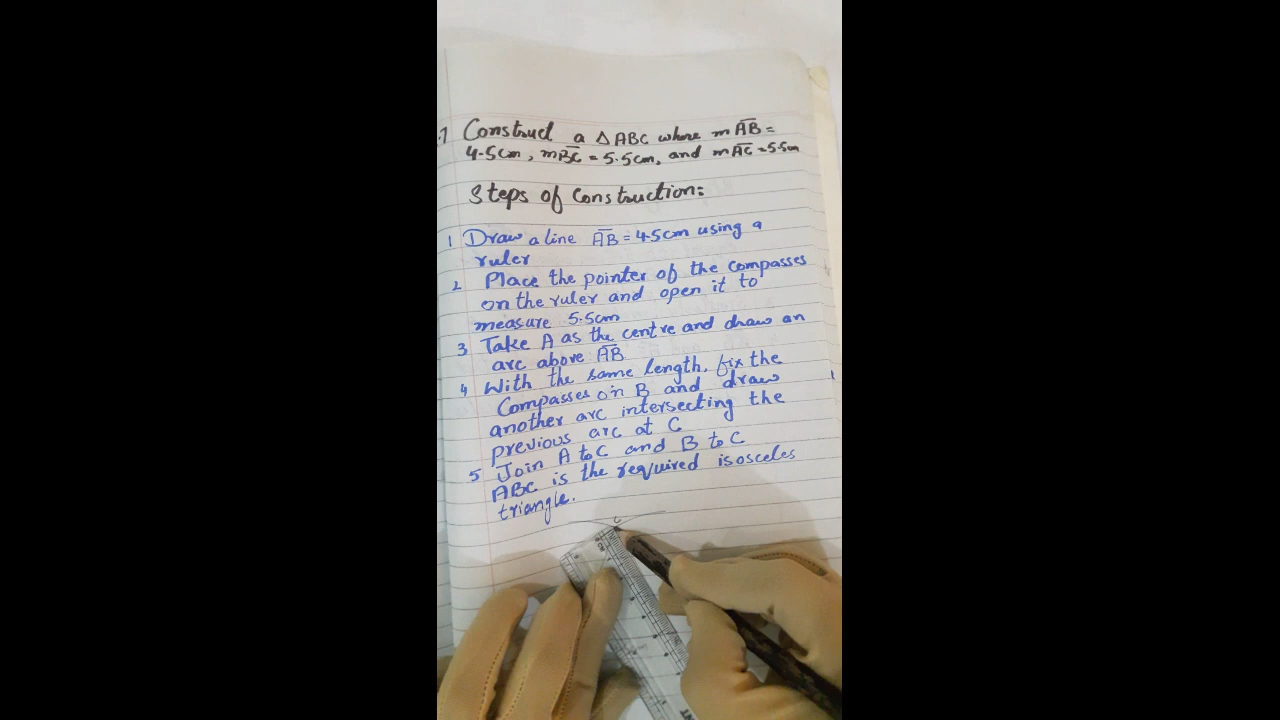 1 Construct a △ABC where mAB =
4.5cm, mBC = 5.5cm, and mAC = 5.5cm
Steps of Construction:
1 Draw a line AB = 4.5cm using a
ruler
2 Place the pointer of the compasses
on the ruler and open it to
measure 5.5cm
3 Take A as the centre and draw an
arc above AB
4 With the same length, fix the
Compasses on B and draw
another arc intersecting the
previous arc at C
5 Join A to C and B to C
ABC is the required isosceles
triangle.
C